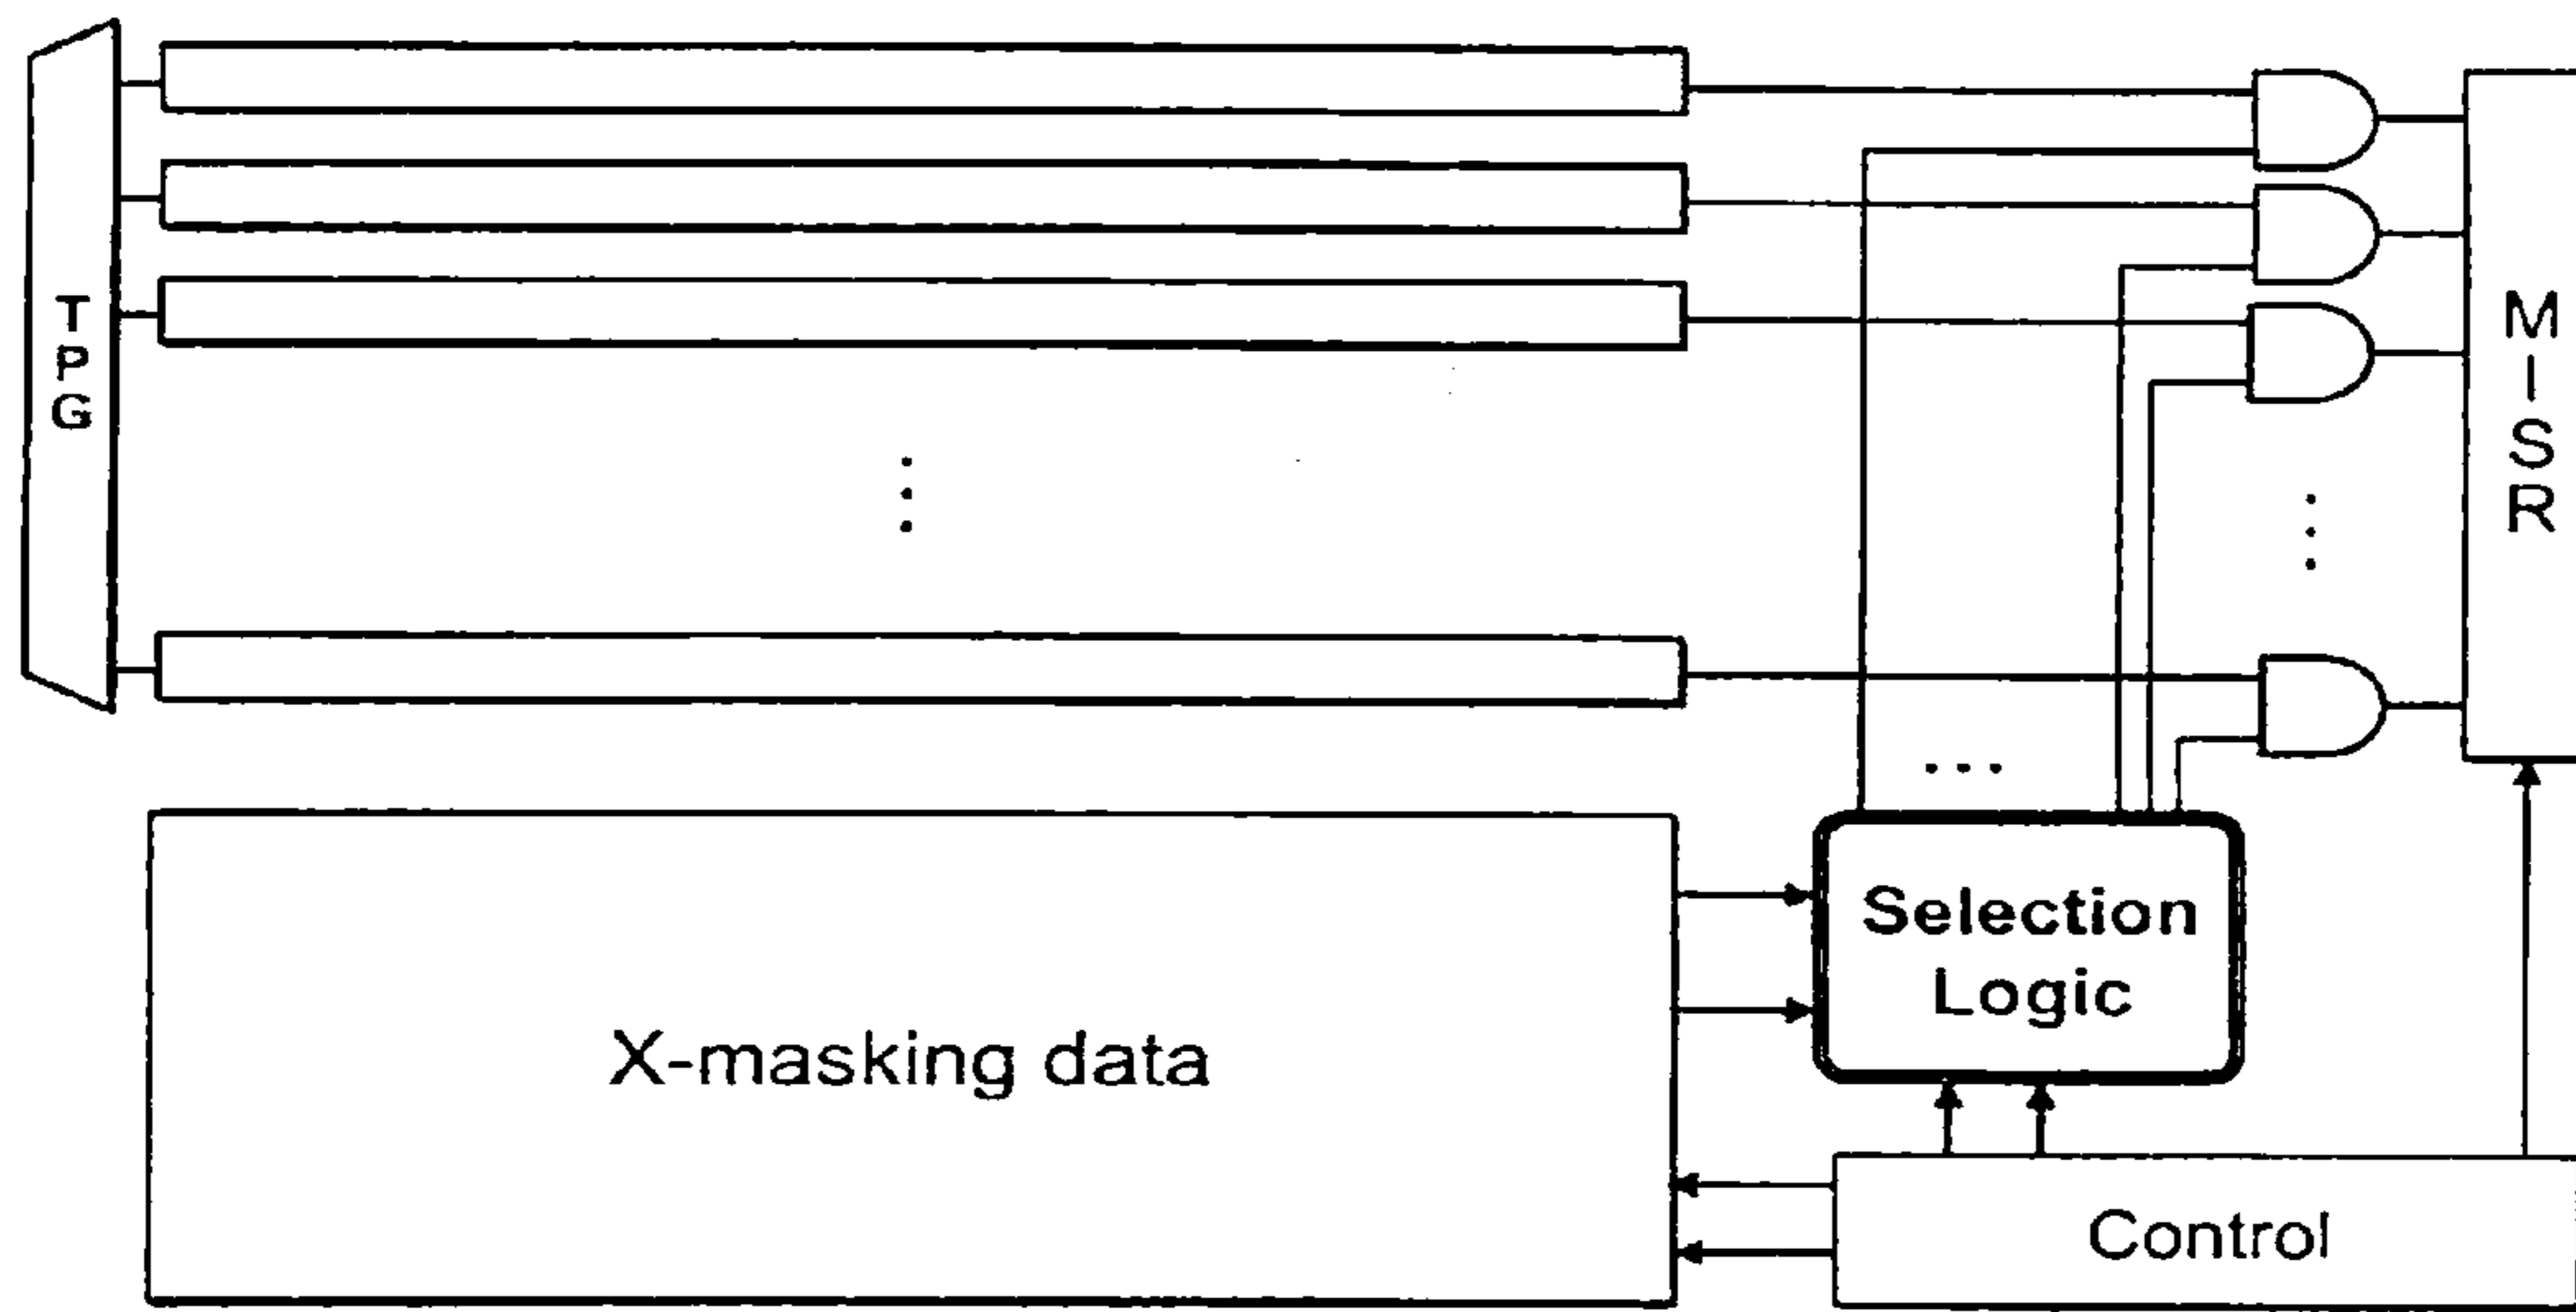 TPG
MISR
Selection
Logic
X-masking data
Control